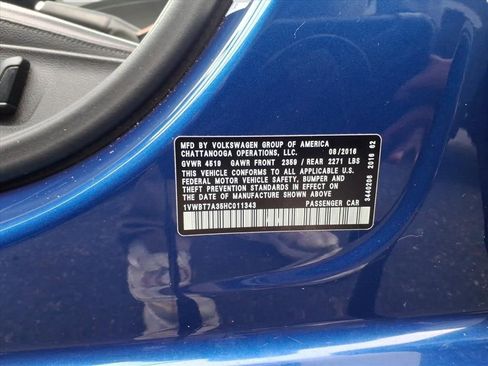 MFD BY VOLKSWAGEN GROUP OF AMERICA
CHATTANOOGA OPERATIONS, LLC. 08/2016
GVWR 4519 GAWR FRONT 2359 / REAR 2271 LBS
THIS VEHICLE CONFORMS TO ALL APPLICABLE U.S.
FEDERAL MOTOR VEHICLE SAFETY, BUMPER AND
THEFT PREVENTION STANDARDS IN EFFECT ON
THE DATE OF MANUFACTURE SHOWN ABOVE.
1VWBT7A35HC011343 PASSENGER CAR
3440208 2016 02